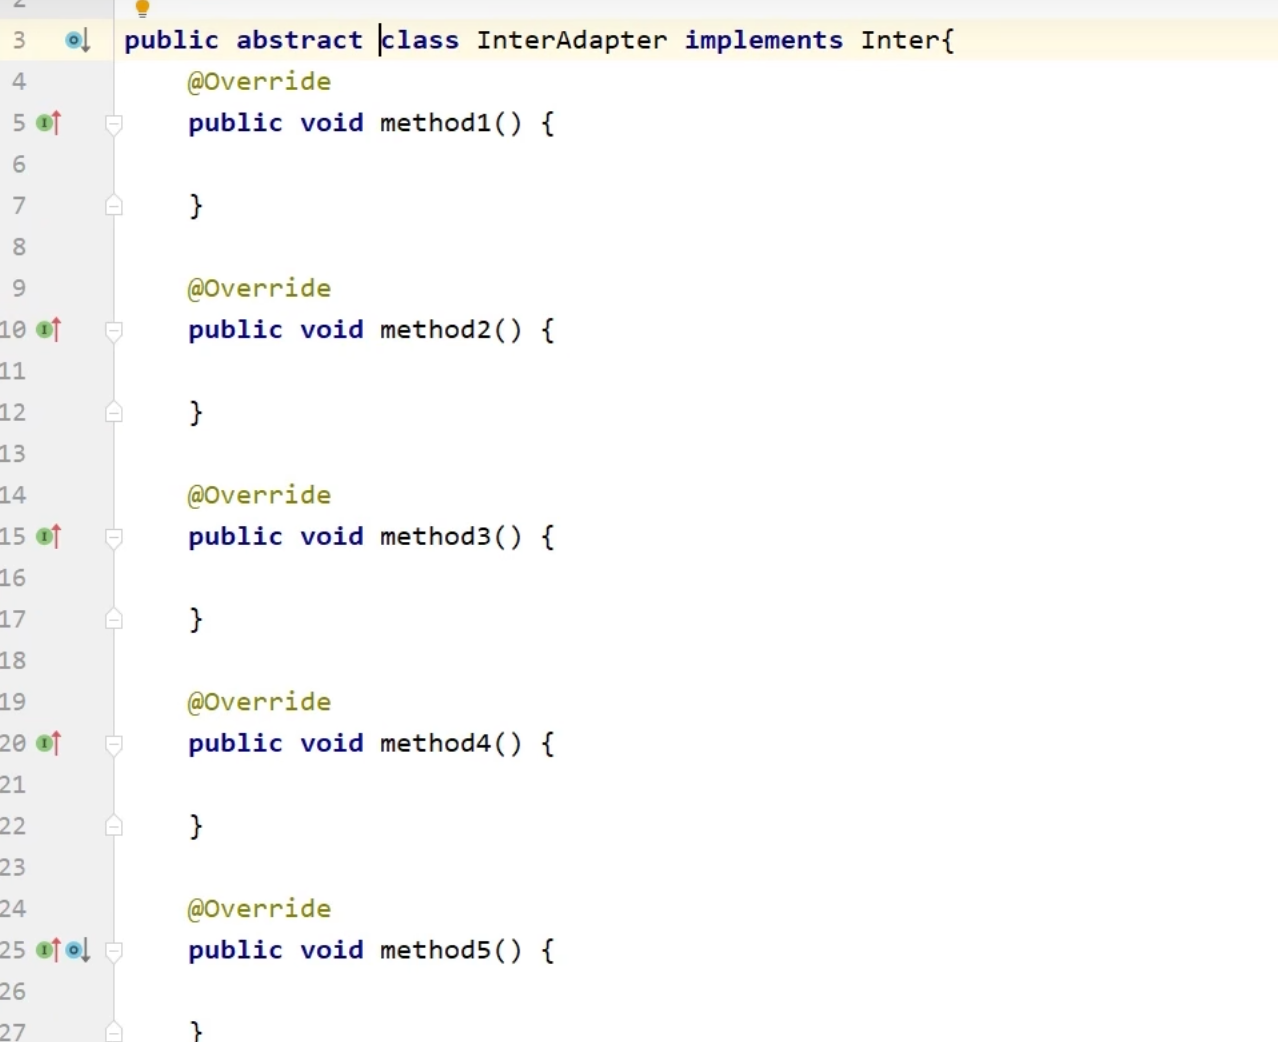 2
3 public abstract class InterAdapter implements Inter{
4 @Override
5 public void method1() {
6
7 }
8
9 @Override
10 public void method2() {
11
12 }
13
14 @Override
15 public void method3() {
16
17 }
18
19 @Override
20 public void method4() {
21
22 }
23
24 @Override
25 public void method5() {
26
27 }